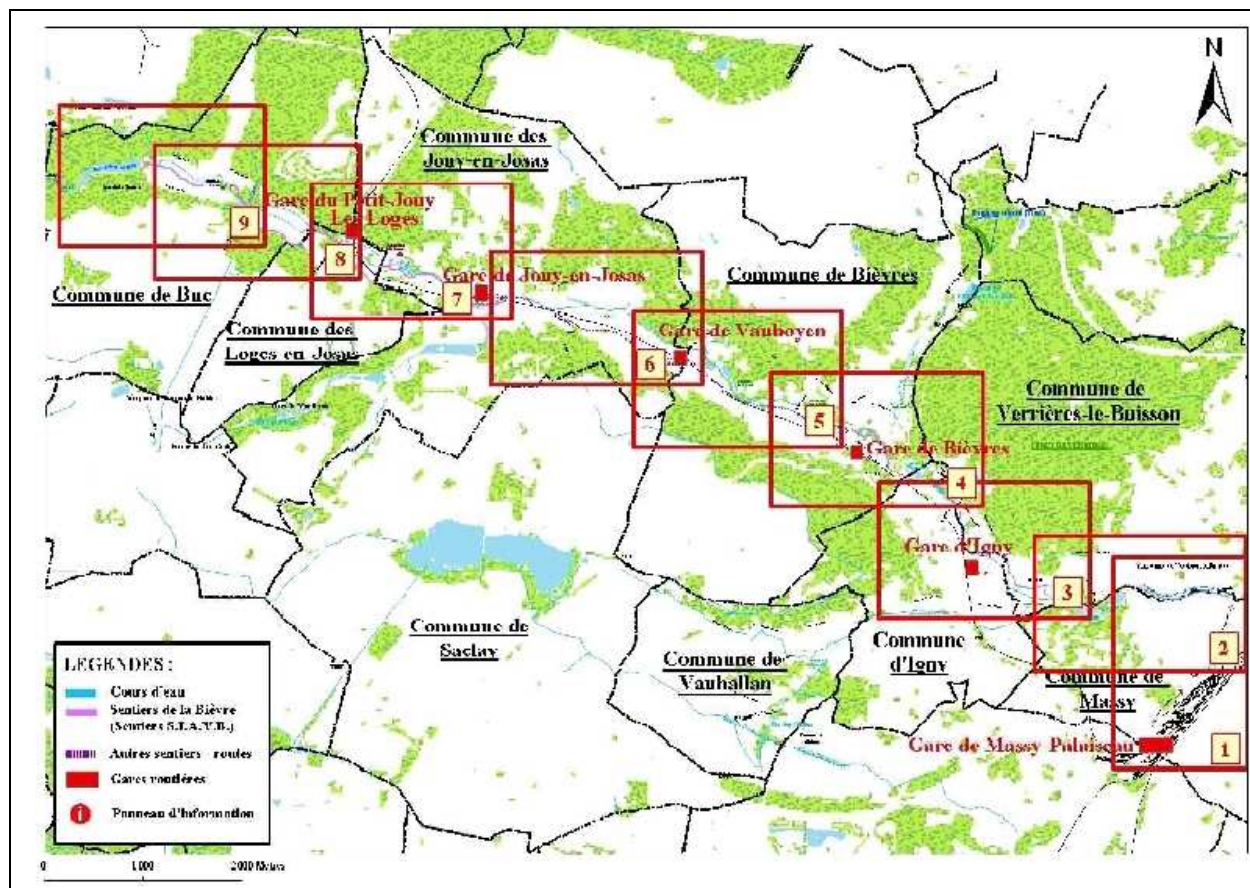 N
Commune des
Jouy-en-Josas
Gare du Petit-Jouy
Les Loges
9
8
Commune de Buc
Gare de Jouy-en-Josas
7
Commune de Bièvres
Commune des
Loges-en-Josas
Gare de Vauboyen
6
Commune de
Verrières-le-Buisson
5
Gare de Bièvres
4
Gare d'Igny
3
Commune de
Saclay
Commune de
Vauhallan
Commune
d'Igny
2
Commune de
Massy
Gare de Massy Palaiseau
1
LEGENDES :
Cours d'eau
Sentiers de la Bièvre
(Sentiers S.I.A.V.B.)
Autres sentiers routes
Gares routières
i Panneau d'Information
0 1 000 2000 Mètres